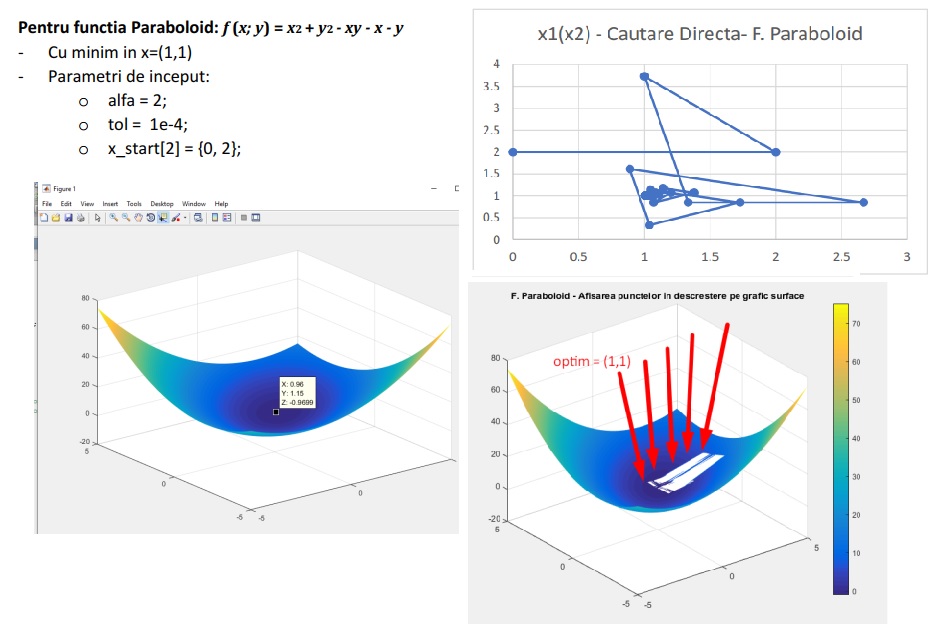 Pentru functia Paraboloid: f (x; y) = x2 + y2 - xy - x - y
- Cu minim in x=(1,1)
- Parametri de inceput:
o alfa = 2;
o tol = 1e-4;
o x_start[2] = {0, 2};
Figure 1
File Edit View Insert Tools Desktop Window Help
80
60
40
20
0
-20
5
0
-5
-5
0
X: 0.96
Y: 1.15
Z: -0.9699
x1(x2) - Cautare Directa- F. Paraboloid
4
3.5
3
2.5
2
1.5
1
0.5
0
0 0.5 1 1.5 2 2.5 3
F. Paraboloid - Afisarea punctelor in descrestere pe grafic surface
optim = (1,1)
80
60
40
20
0
-20
0
-5
-5
0
5
70
60
50
40
30
20
10
0